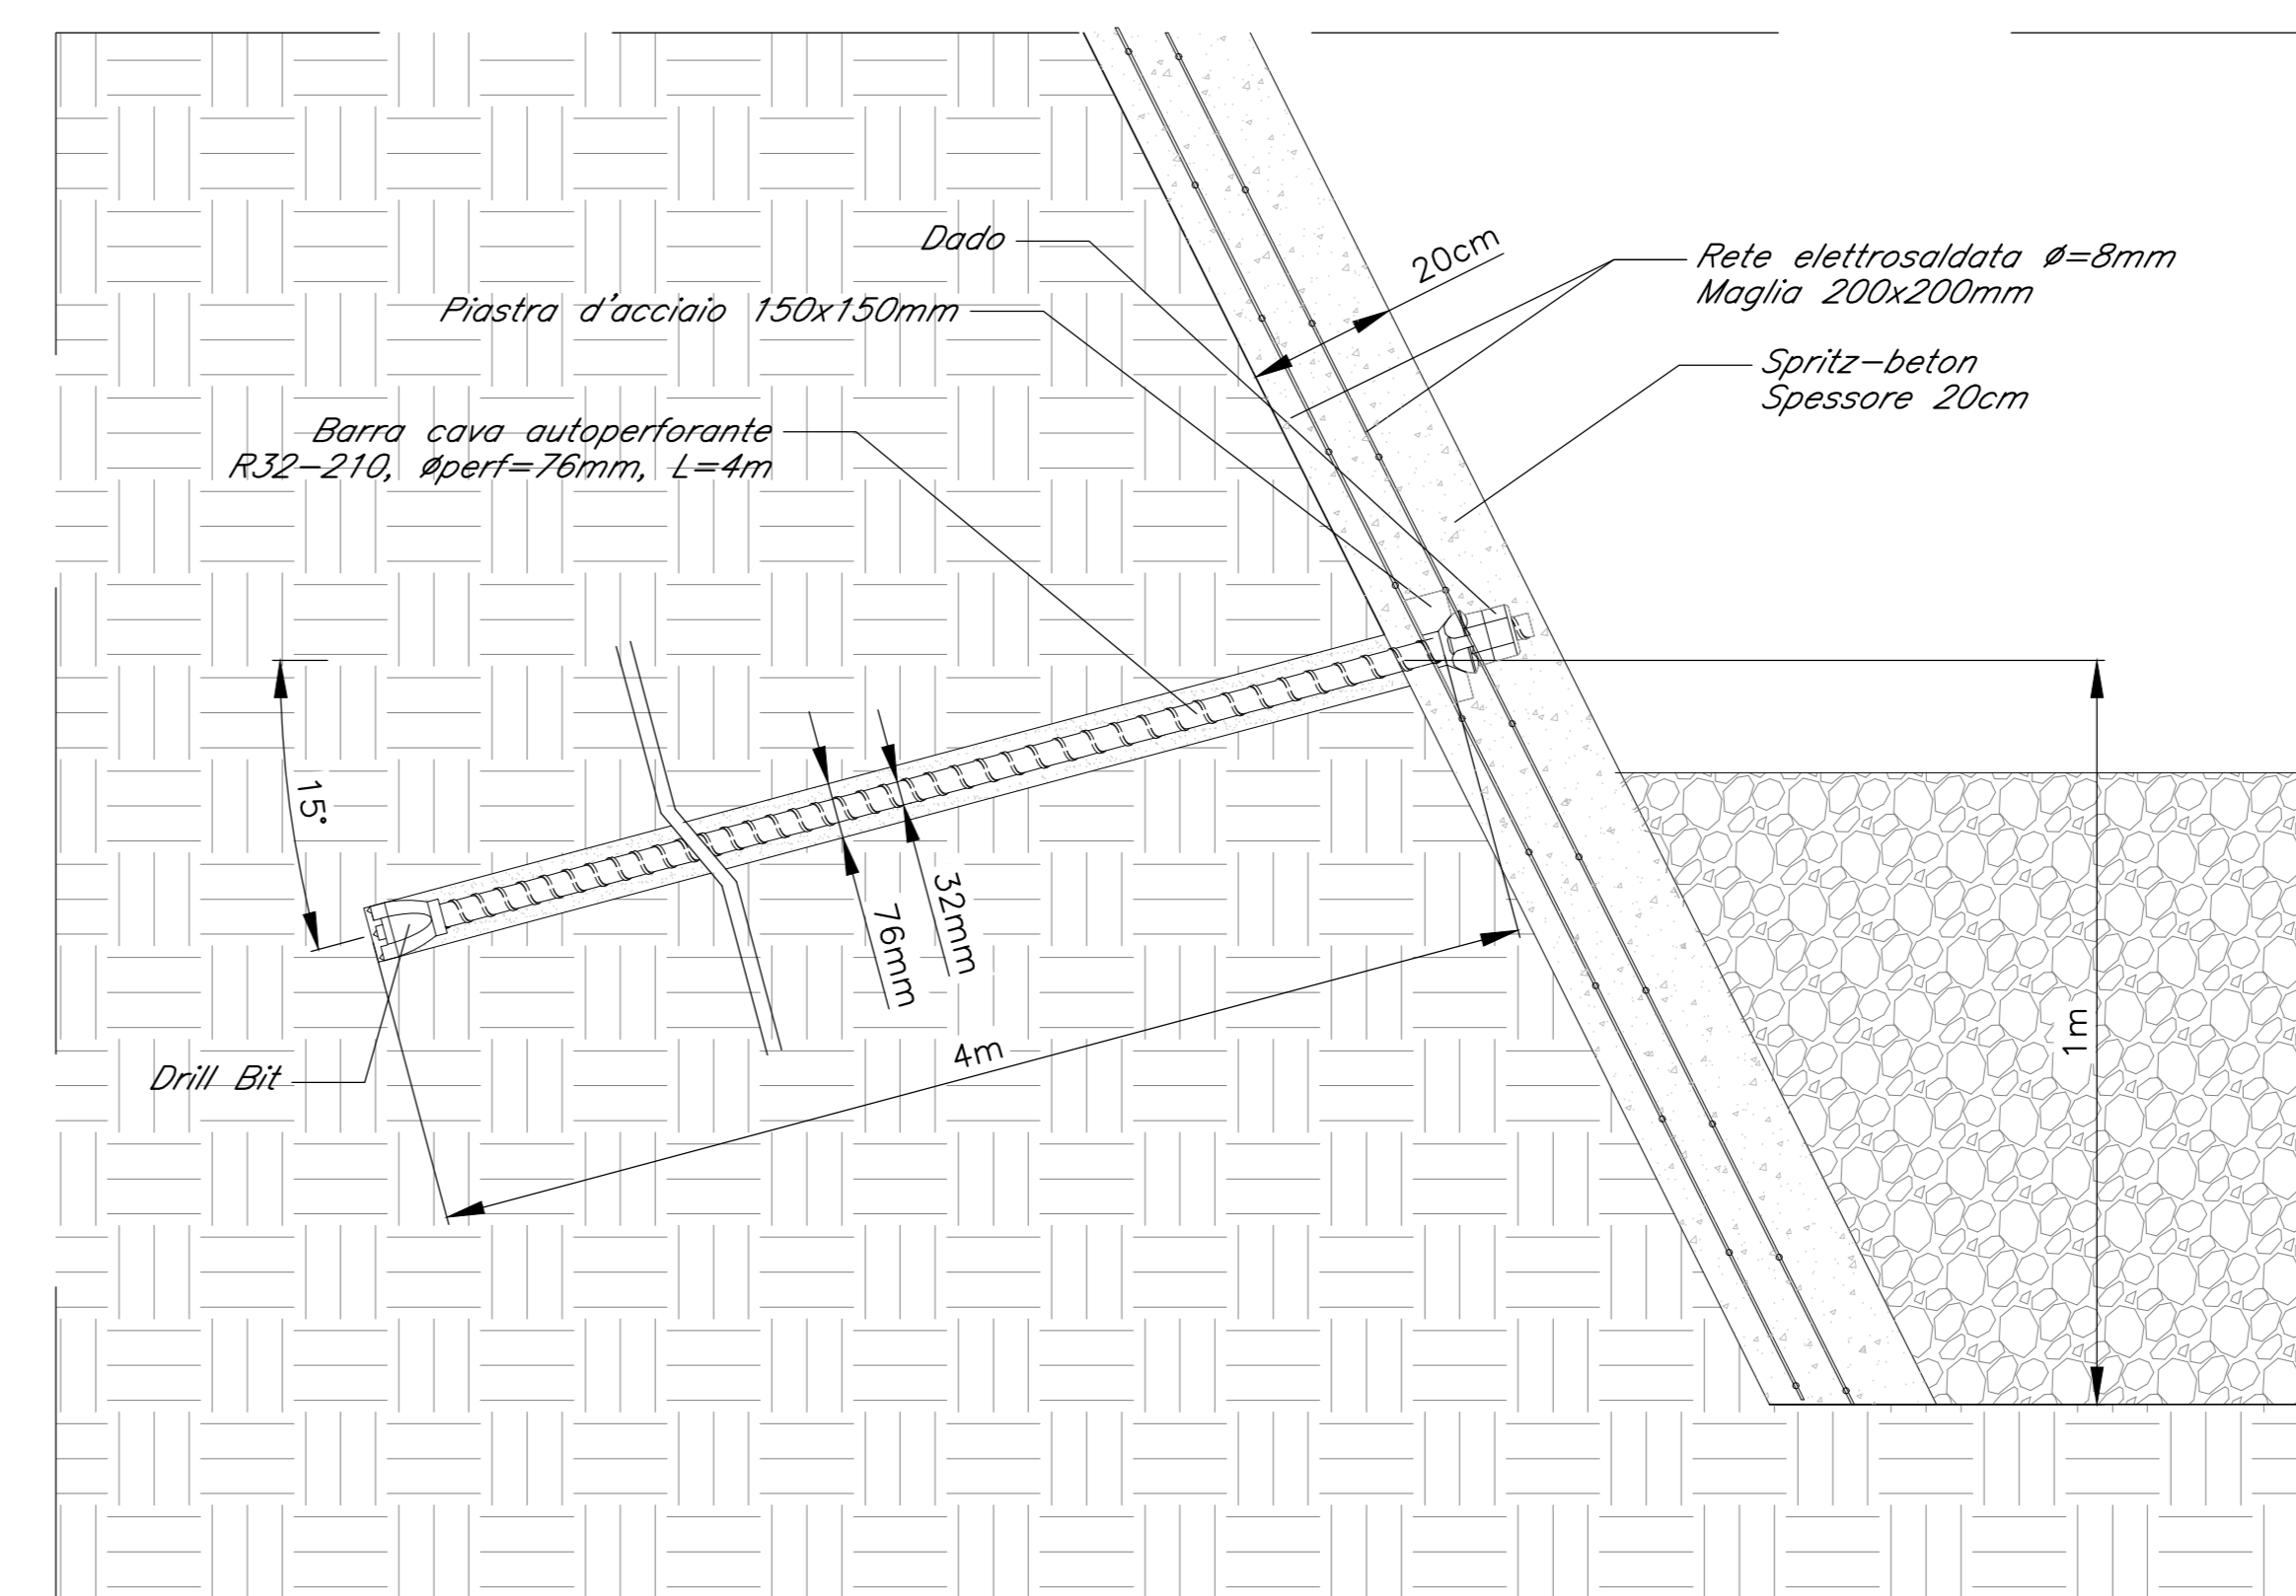 Dado
20cm
Rete elettrosaldata ø=8mm
Maglia 200x200mm
Piastra d'acciaio 150x150mm
Spritz-beton
Spessore 20cm
Barra cava autoperforante
R32-210, øperf=76mm, L=4m
15°
32mm
76mm
4m
1m
Drill Bit